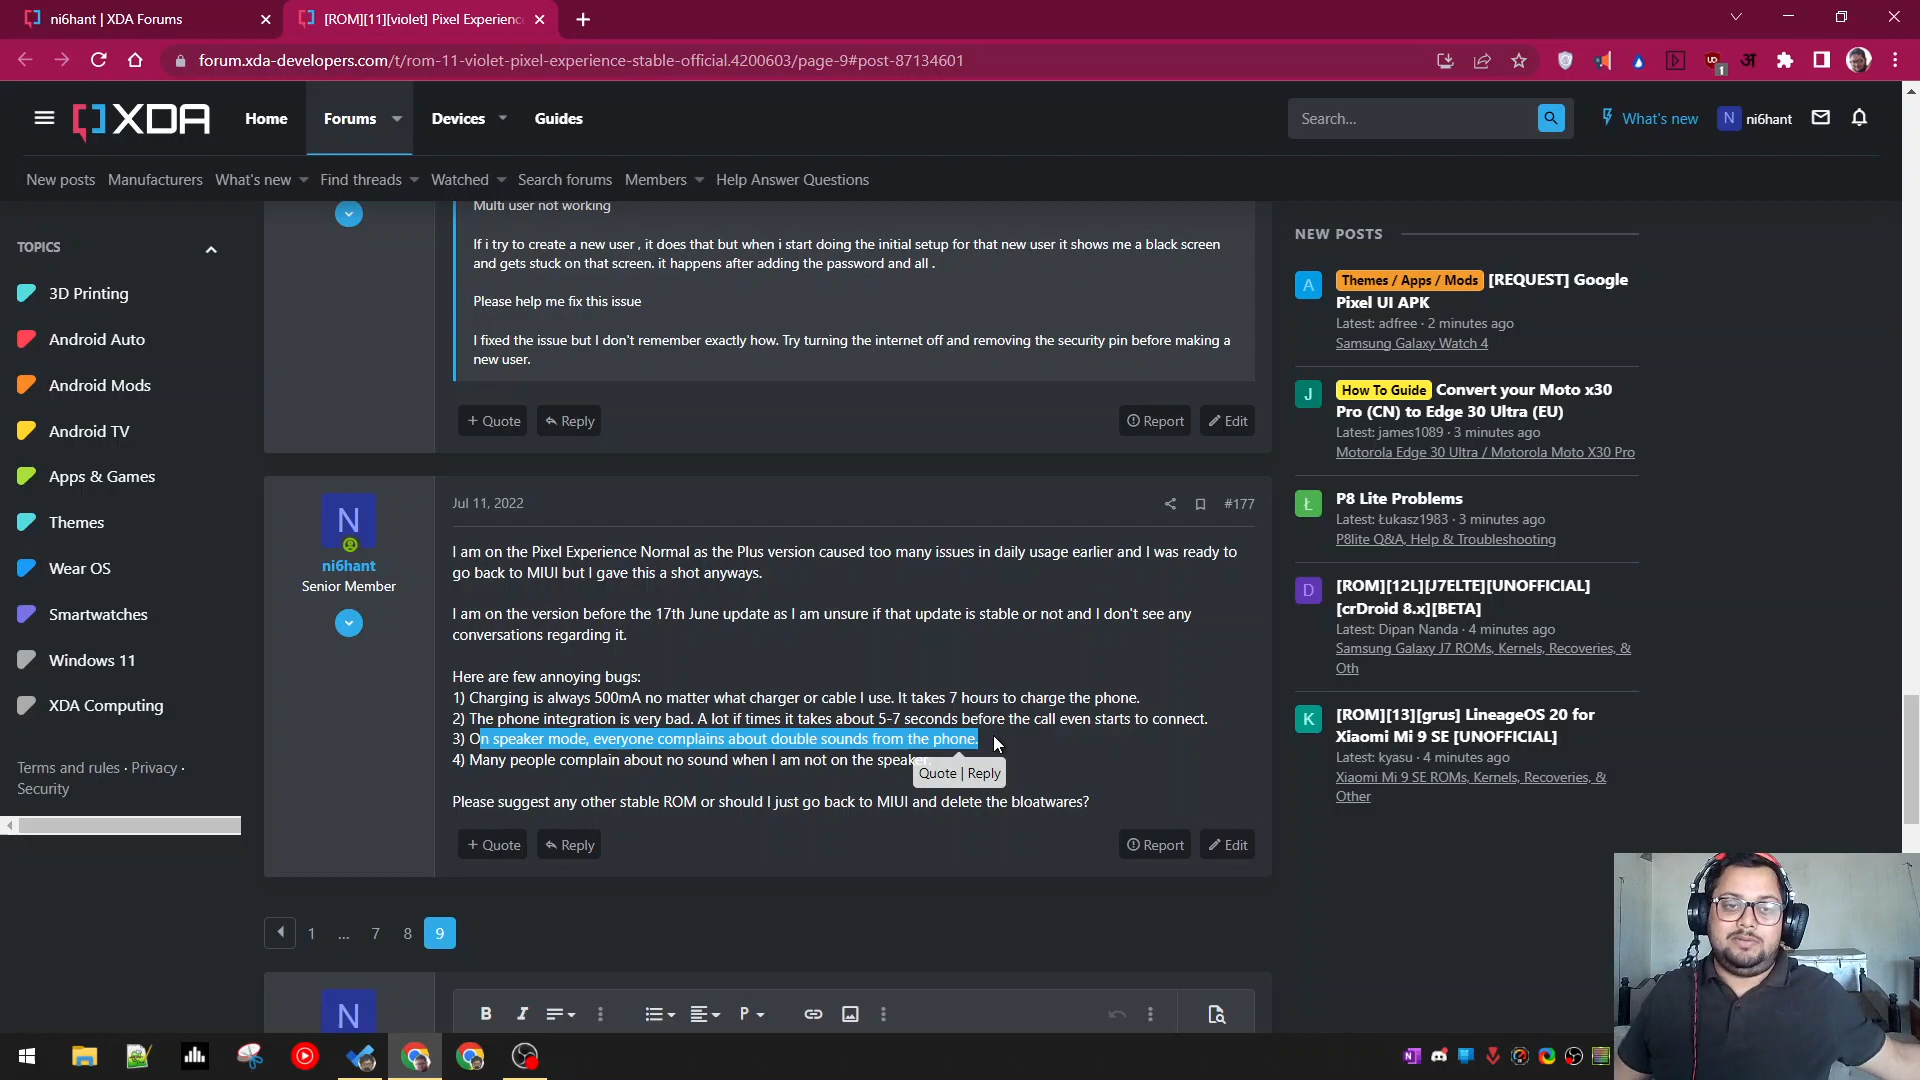 ni6hant | XDA Forums
[ROM][11][violet] Pixel Experience
forum.xda-developers.com/t/rom-11-violet-pixel-experience-stable-official.4200603/page-9#post-87134601
XDA
Home
Forums
Devices
Guides
Search...
What's new
N
ni6hant
New posts
Manufacturers
What's new
Find threads
Watched
Search forums
Members
Help Answer Questions
TOPICS
3D Printing
Android Auto
Android Mods
Android TV
Apps & Games
Themes
Wear OS
Smartwatches
Windows 11
XDA Computing
Terms and rules · Privacy ·
Security
Multi user not working
If i try to create a new user , it does that but when i start doing the initial setup for that new user it shows me a black screen
and gets stuck on that screen. it happens after adding the password and all .
Please help me fix this issue
I fixed the issue but I don't remember exactly how. Try turning the internet off and removing the security pin before making a
new user.
+ Quote
Reply
Report
Edit
N
ni6hant
Senior Member
Jul 11, 2022
#177
I am on the Pixel Experience Normal as the Plus version caused too many issues in daily usage earlier and I was ready to
go back to MIUI but I gave this a shot anyways.
I am on the version before the 17th June update as I am unsure if that update is stable or not and I don't see any
conversations regarding it.
Here are few annoying bugs:
1) Charging is always 500mA no matter what charger or cable I use. It takes 7 hours to charge the phone.
2) The phone integration is very bad. A lot if times it takes about 5-7 seconds before the call even starts to connect.
3) On speaker mode, everyone complains about double sounds from the phone.
4) Many people complain about no sound when I am not on the speaker.
Quote | Reply
Please suggest any other stable ROM or should I just go back to MIUI and delete the bloatwares?
+ Quote
Reply
Report
Edit
1
...
7
8
9
N
B
I
P
NEW POSTS
A
Themes / Apps / Mods [REQUEST] Google
Pixel UI APK
Latest: adfree · 2 minutes ago
Samsung Galaxy Watch 4
J
How To Guide Convert your Moto x30
Pro (CN) to Edge 30 Ultra (EU)
Latest: james1089 · 3 minutes ago
Motorola Edge 30 Ultra / Motorola Moto X30 Pro
Ł
P8 Lite Problems
Latest: Łukasz1983 · 3 minutes ago
P8lite Q&A, Help & Troubleshooting
D
[ROM][12L][J7ELTE][UNOFFICIAL]
[crDroid 8.x][BETA]
Latest: Dipan Nanda · 4 minutes ago
Samsung Galaxy J7 ROMs, Kernels, Recoveries, &
Oth
K
[ROM][13][grus] LineageOS 20 for
Xiaomi Mi 9 SE [UNOFFICIAL]
Latest: kyasu · 4 minutes ago
Xiaomi Mi 9 SE ROMs, Kernels, Recoveries, &
Other